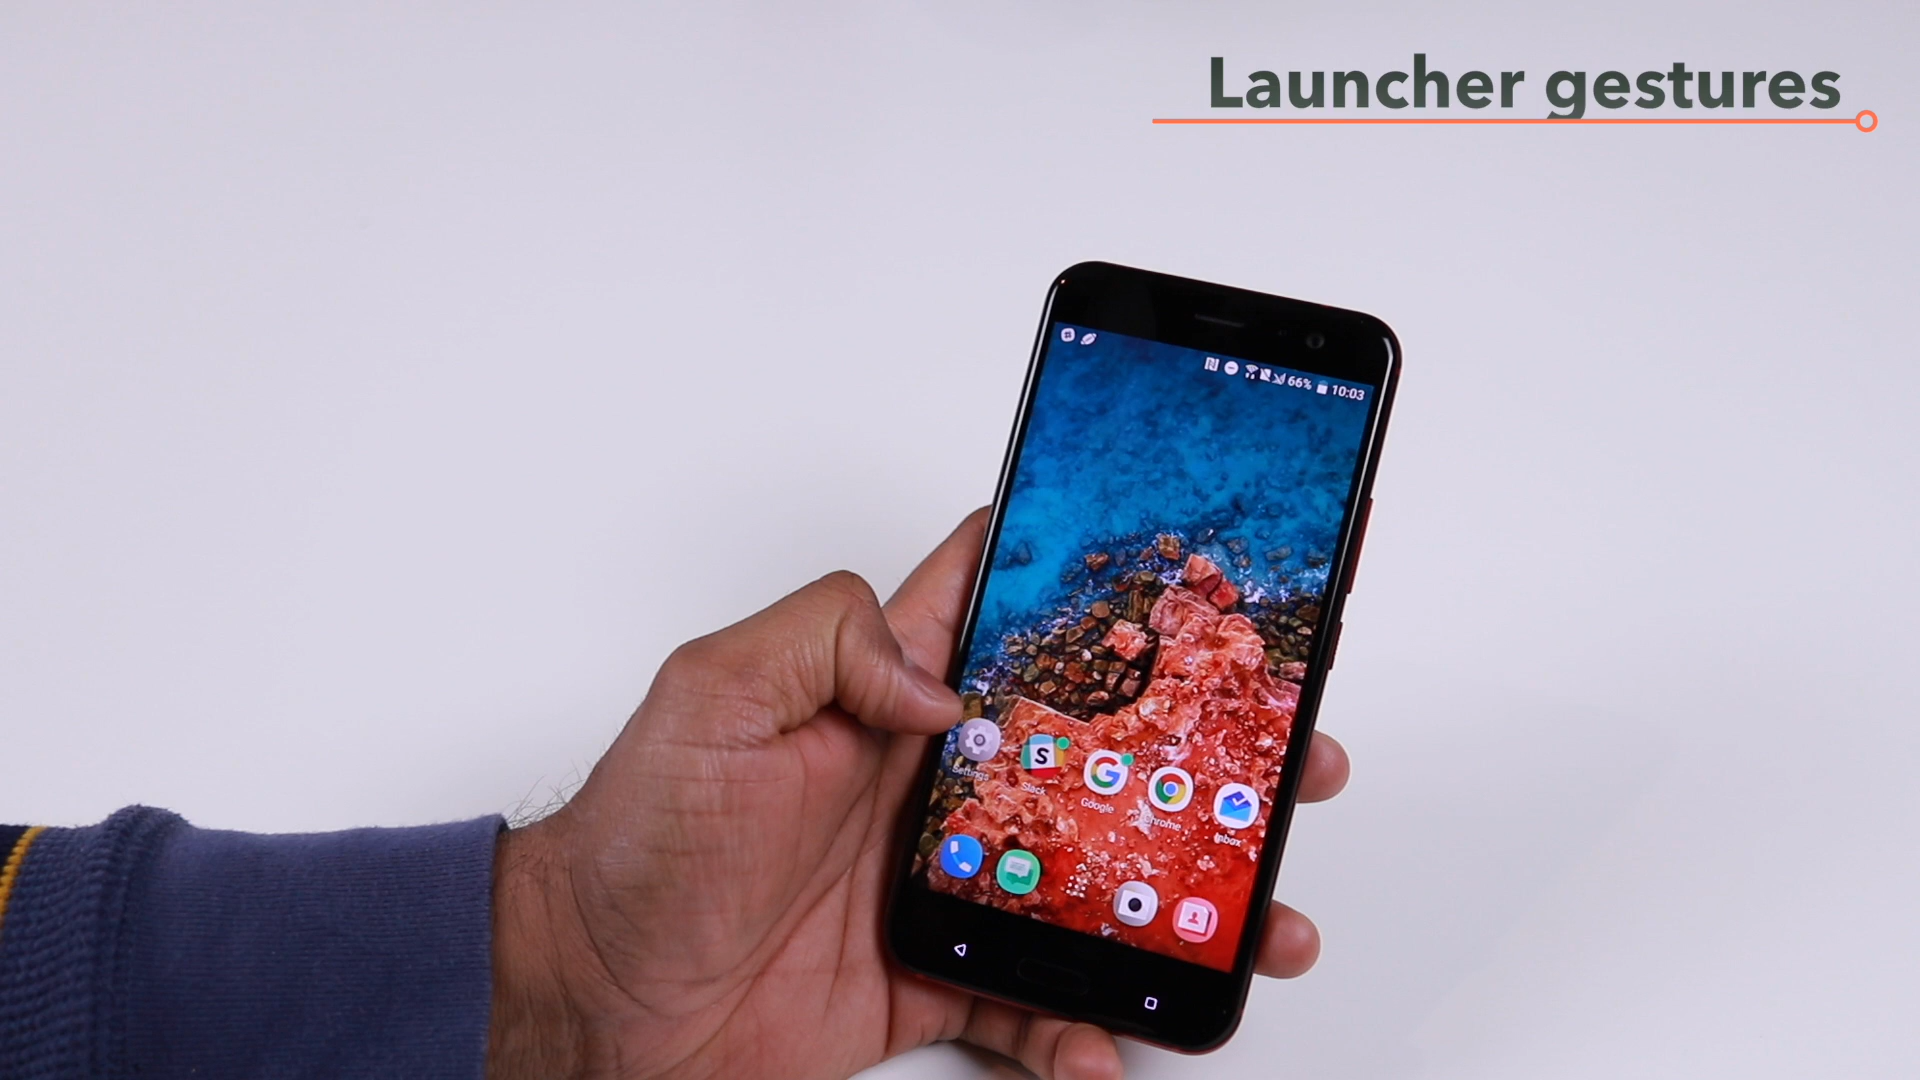 Launcher gestures
66% 10:03
Settings
Slack
Google
Chrome
Inbox